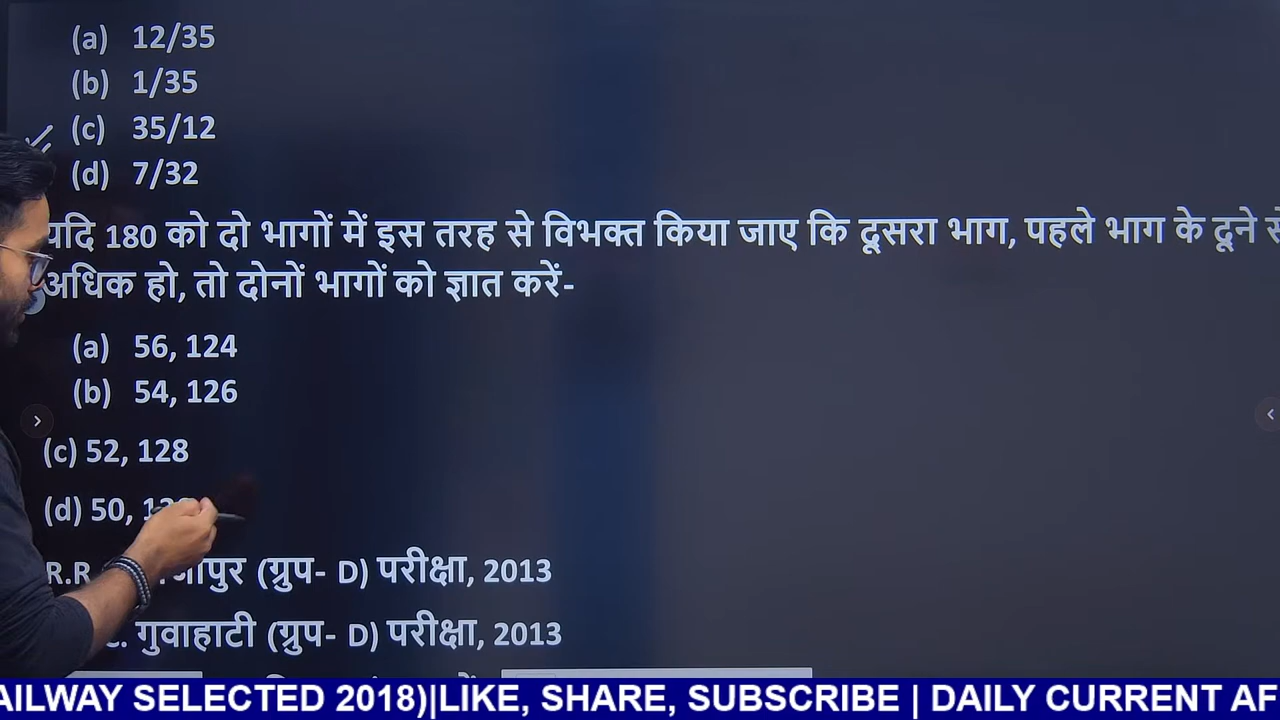 (a) 12/35
(b) 1/35
(c) 35/12
(d) 7/32
यदि 180 को दो भागों में इस तरह से विभक्त किया जाए कि दूसरा भाग, पहले भाग के दूने से
अधिक हो, तो दोनों भागों को ज्ञात करें-
(a) 56, 124
(b) 54, 126
(c) 52, 128
(d) 50,
R.R (ग्रुप- D) परीक्षा, 2013
गुवाहाटी (ग्रुप- D) परीक्षा, 2013
AILWAY SELECTED 2018)|LIKE, SHARE, SUBSCRIBE | DAILY CURRENT AF